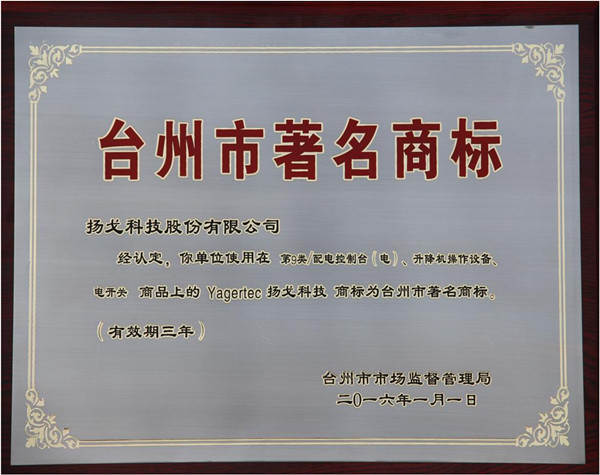 台州市著名商标
扬戈科技股份有限公司
经认定，你单位使用在 第9类/配电控制台（电）、升降机操作设备、
电开关 商品上的 Yagertec 扬戈科技 商标为台州市著名商标。
（有效期三年）
台州市市场监督管理局
二〇一六年一月一日